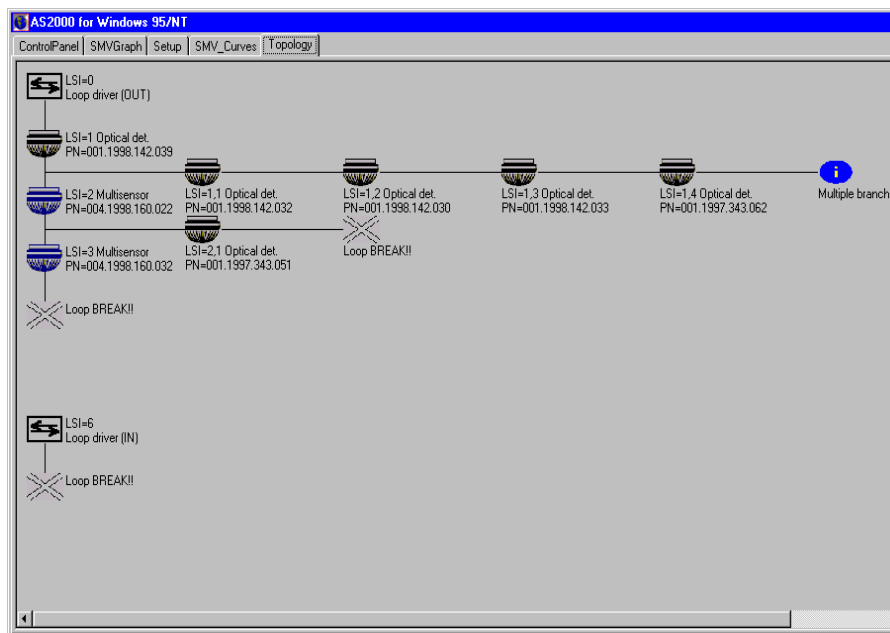 AS2000 for Windows 95/NT
ControlPanel SMVGraph Setup SMV_Curves Topology
LSI=0
Loop driver (OUT)
LSI=1 Optical det.
PN=001.1998.142.039
LSI=2 Multisensor
PN=004.1998.160.022
LSI=1,1 Optical det.
PN=001.1998.142.032
LSI=1,2 Optical det.
PN=001.1998.142.030
LSI=1,3 Optical det.
PN=001.1998.142.033
LSI=1,4 Optical det.
PN=001.1997.343.062
i
Multiple branch
LSI=3 Multisensor
PN=004.1998.160.032
LSI=2,1 Optical det.
PN=001.1997.343.051
Loop BREAK!!
Loop BREAK!!
LSI=6
Loop driver (IN)
Loop BREAK!!